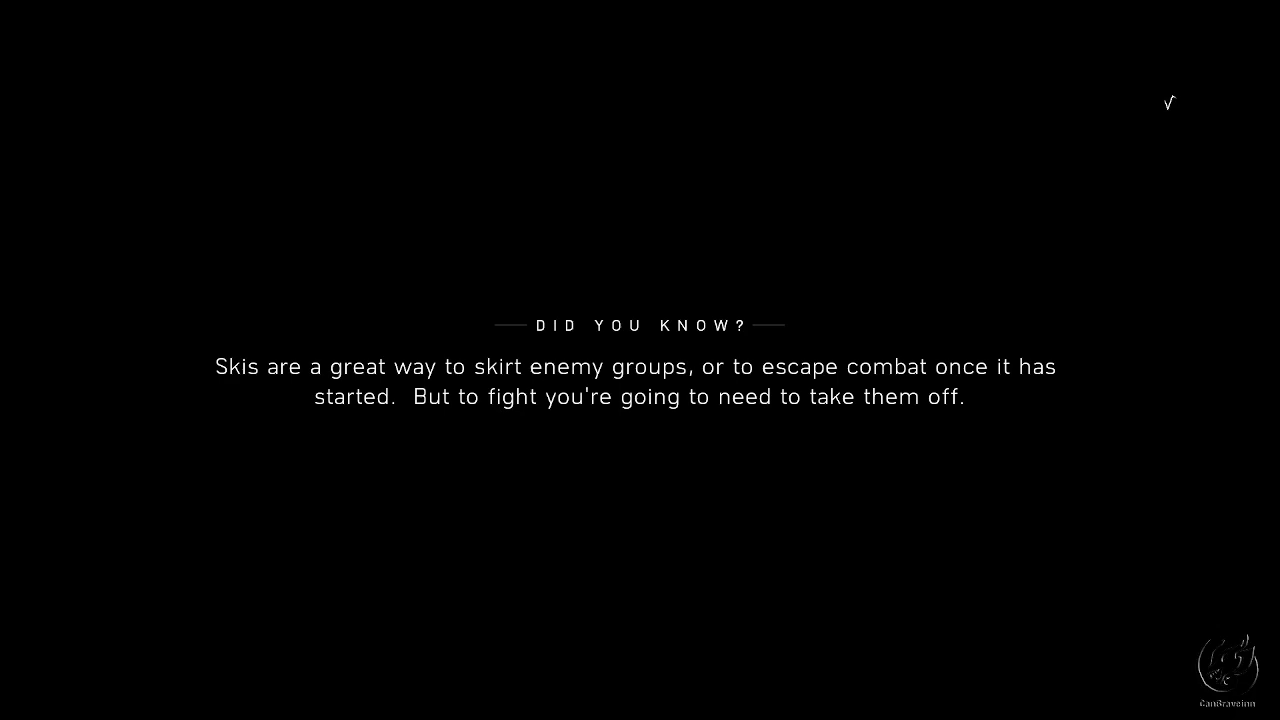 DID YOU KNOW?
Skis are a great way to skirt enemy groups, or to escape combat once it has
started.  But to fight you're going to need to take them off.